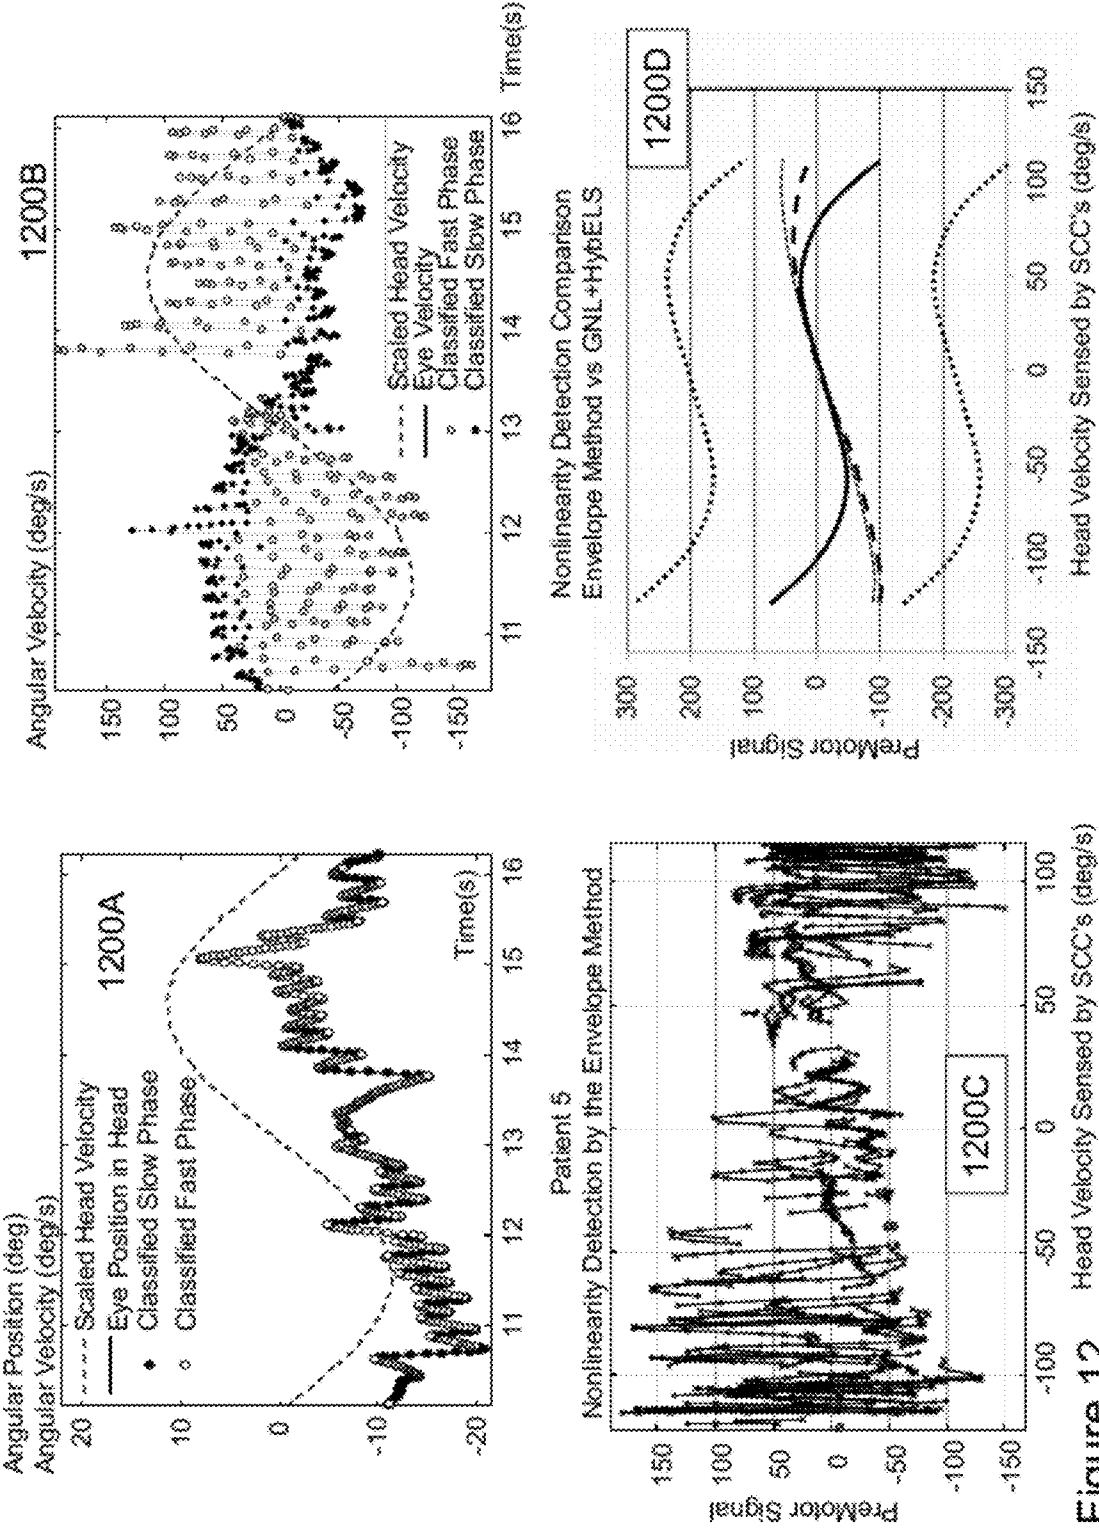 Angular Position (deg)
Angular Velocity (deg/s)
1200A
- - - Scaled Head Velocity
Eye Position in Head
Classified Slow Phase
Classified Fast Phase
20
10
0
-10
-20
11
12
13
14
15
16
Time(s)
Angular Velocity (deg/s)
1200B
150
100
50
0
-50
-100
-150
11
12
13
14
15
16
Time(s)
Scaled Head Velocity
Eye Velocity
Classified Fast Phase
Classified Slow Phase
Patient 5
Nonlinearity Detection by the Envelope Method
PreMotor Signal
150
100
50
0
-50
-100
-150
1200C
-100
-50
0
50
100
Head Velocity Sensed by SCC's (deg/s)
Nonlinearity Detection Comparison
Envelope Method vs GNL+HybELS
1200D
PreMotor Signal
300
200
100
0
-100
-200
-300
-150
-100
-50
0
50
100
150
Head Velocity Sensed by SCC's (deg/s)
Figure 12